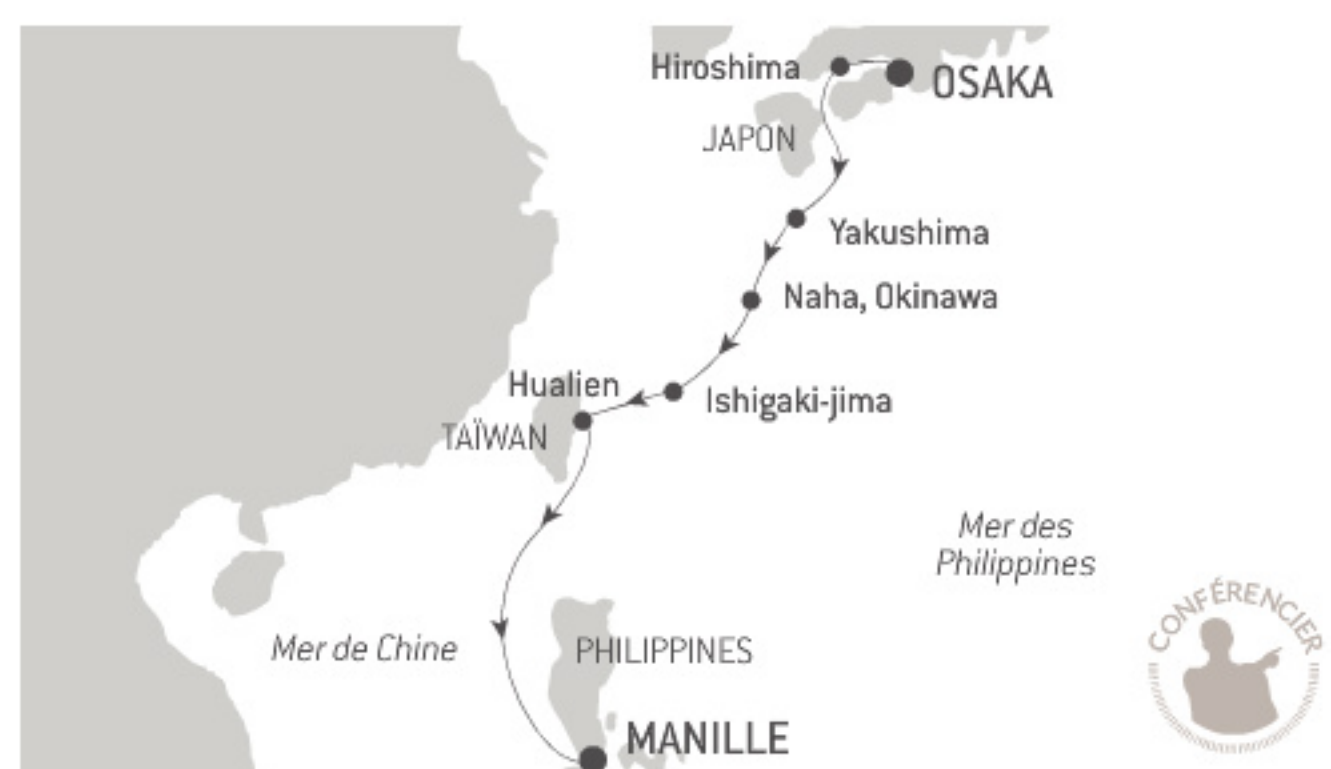 Hiroshima
OSAKA
JAPON
Yakushima
Naha, Okinawa
Hualien
Ishigaki-jima
TAÏWAN
Mer des
Philippines
CONFÉRENCIER
Mer de Chine
PHILIPPINES
MANILLE